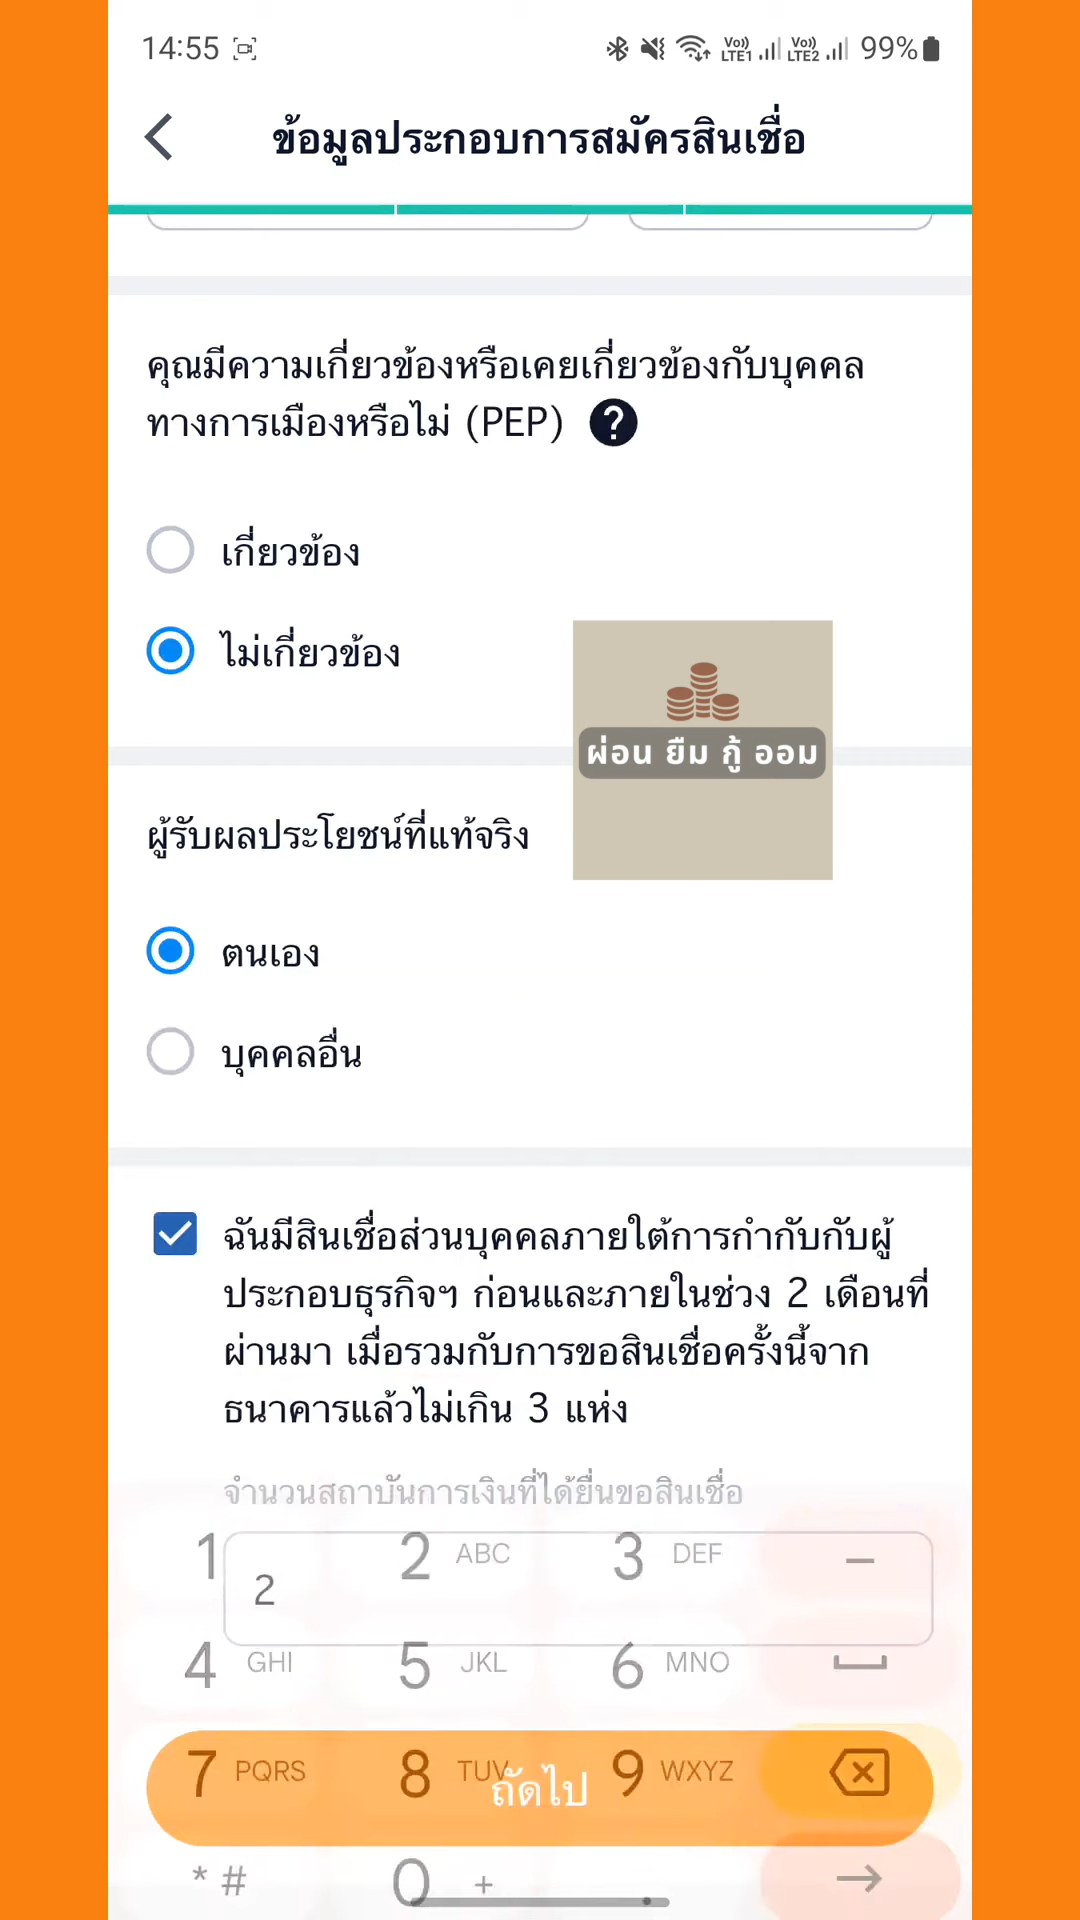 14:55
Vo)) LTE1 Vo)) LTE2 99%
ข้อมูลประกอบการสมัครสินเชื่อ
คุณมีความเกี่ยวข้องหรือเคยเกี่ยวข้องกับบุคคล
ทางการเมืองหรือไม่ (PEP) ?
เกี่ยวข้อง
ไม่เกี่ยวข้อง
ผ่อน ยืม กู้ ออม
ผู้รับผลประโยชน์ที่แท้จริง
ตนเอง
บุคคลอื่น
ฉันมีสินเชื่อส่วนบุคคลภายใต้การกำกับกับผู้
ประกอบธุรกิจฯ ก่อนและภายในช่วง 2 เดือนที่
ผ่านมา เมื่อรวมกับการขอสินเชื่อครั้งนี้จาก
ธนาคารแล้วไม่เกิน 3 แห่ง
จำนวนสถาบันการเงินที่ได้ยื่นขอสินเชื่อ
1 2 ABC 3 DEF
2
4 GHI 5 JKL 6 MNO
7 PQRS 8 TUV 9 WXYZ
ถัดไป
* # 0 +